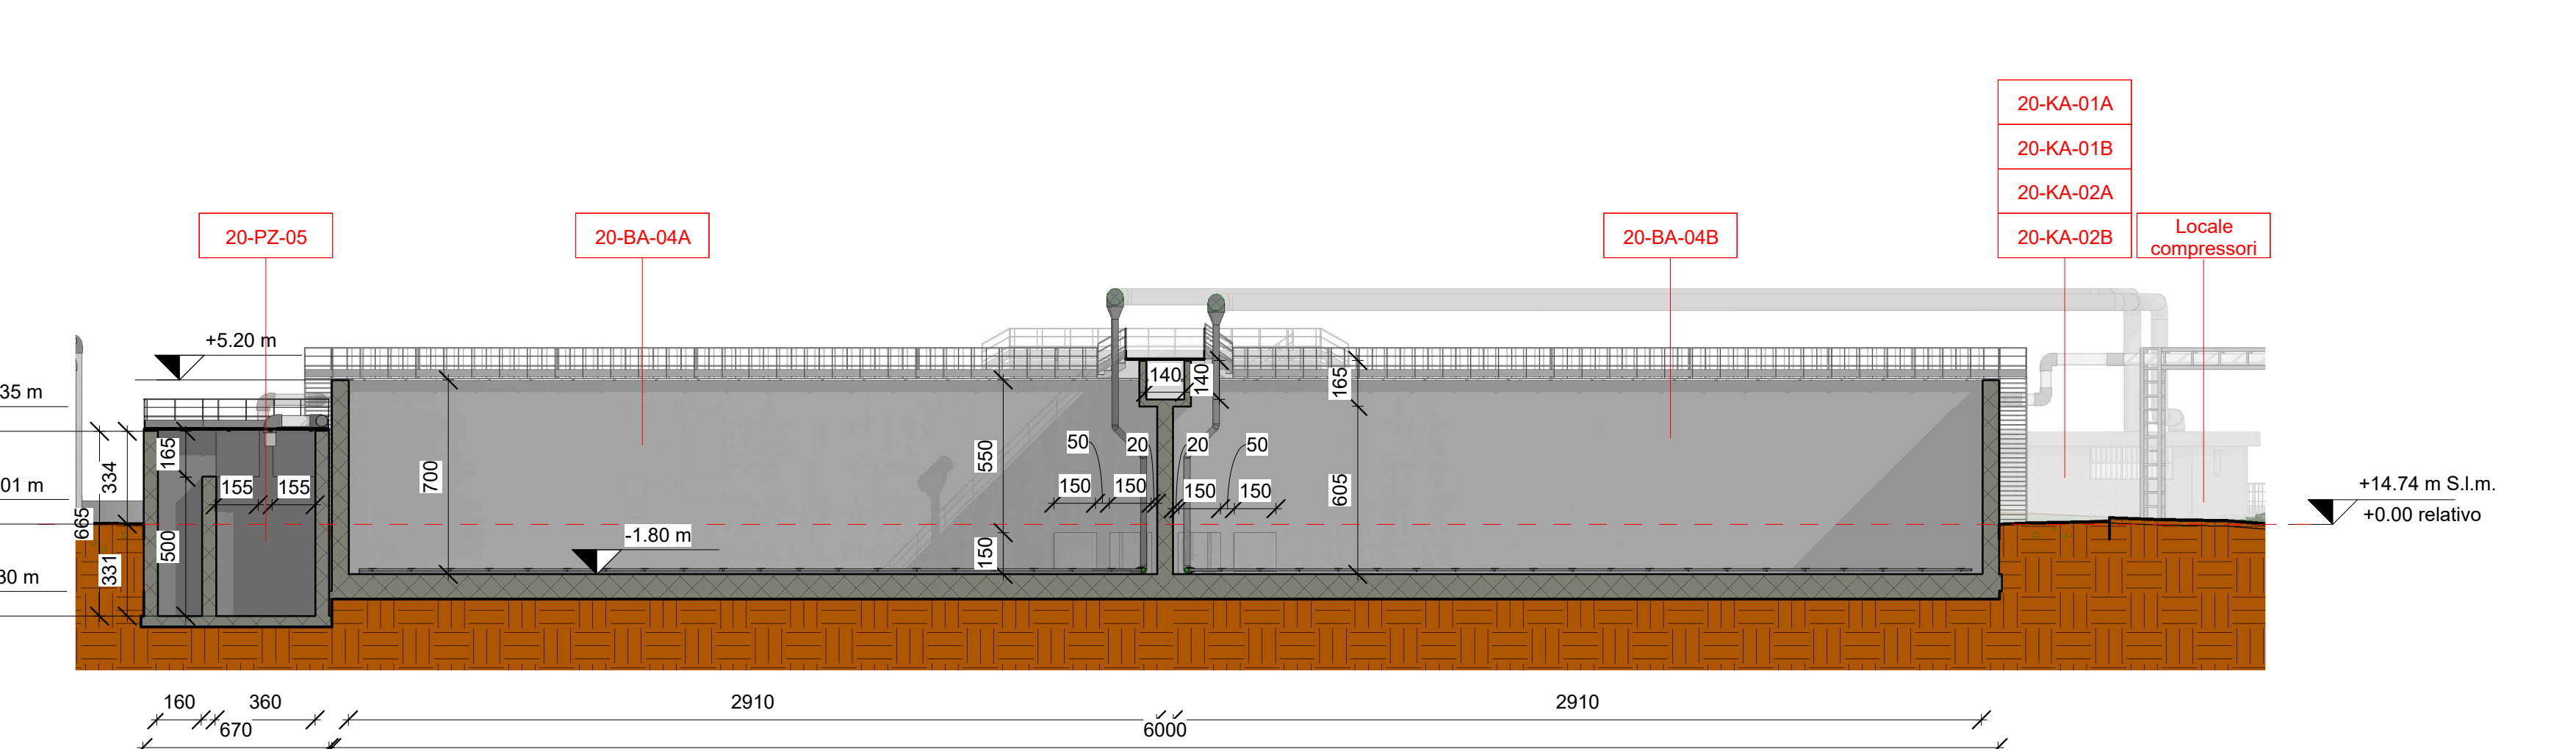 20-KA-01A
20-KA-01B
20-KA-02A
20-PZ-05
20-BA-04A
20-BA-04B
20-KA-02B
Locale
compressori
+5.20 m
35 m
140
140
165
165
334
700
550
50
20
20
50
605
155
155
150
150
150
150
01 m
+14.74 m S.l.m.
+0.00 relativo
665
500
-1.80 m
150
331
30 m
160
360
2910
2910
670
6000